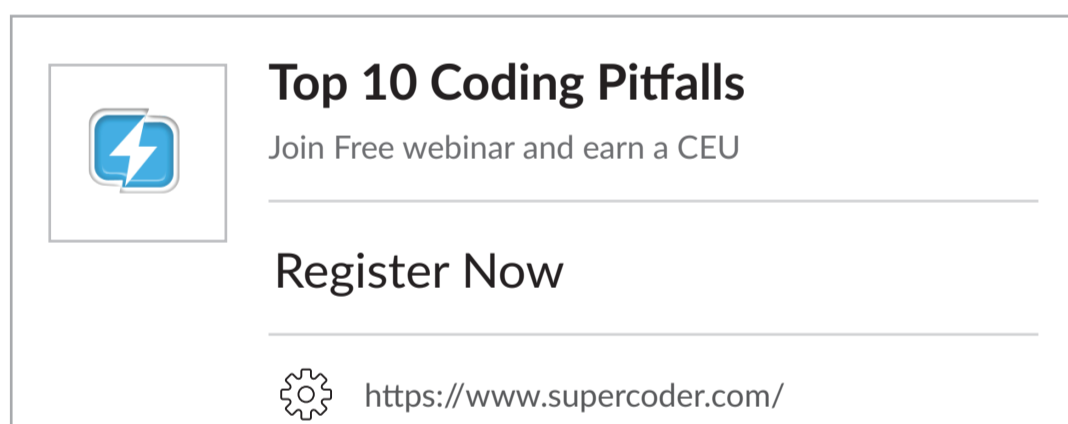 Top 10 Coding Pitfalls
Join Free webinar and earn a CEU
Register Now
https://www.supercoder.com/